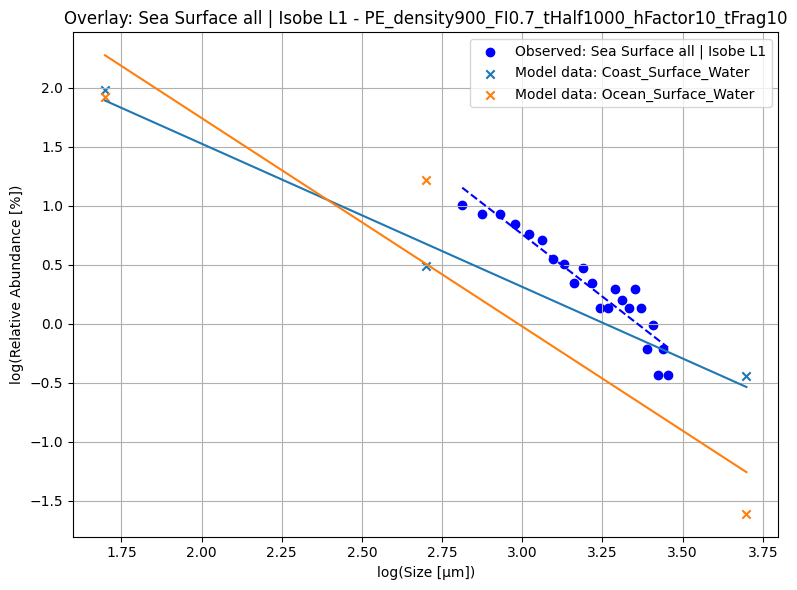 Overlay: Sea Surface all | Isobe L1 - PE_density900_FI0.7_tHalf1000_hFactor10_tFrag10
Observed: Sea Surface all | Isobe L1
Model data: Coast_Surface_Water
Model data: Ocean_Surface_Water
log(Relative Abundance [%])
2.0
1.5
1.0
0.5
0.0
−0.5
−1.0
−1.5
1.75 2.00 2.25 2.50 2.75 3.00 3.25 3.50 3.75
log(Size [μm])